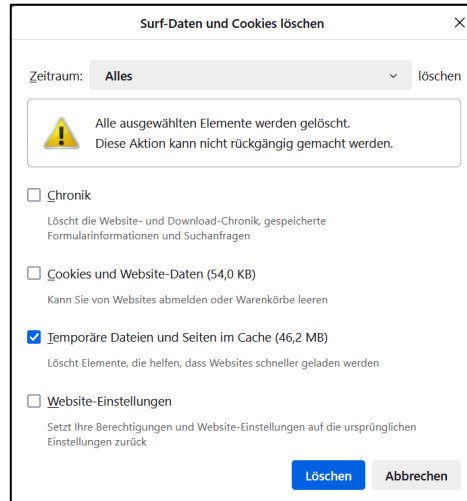 Surf-Daten und Cookies löschen
Zeitraum: Alles löschen
Alle ausgewählten Elemente werden gelöscht.
Diese Aktion kann nicht rückgängig gemacht werden.
Chronik
Löscht die Website- und Download-Chronik, gespeicherte
Formularinformationen und Suchanfragen
Cookies und Website-Daten (54,0 KB)
Kann Sie von Websites abmelden oder Warenkörbe leeren
Temporäre Dateien und Seiten im Cache (46,2 MB)
Löscht Elemente, die helfen, dass Websites schneller geladen werden
Website-Einstellungen
Setzt Ihre Berechtigungen und Website-Einstellungen auf die ursprünglichen
Einstellungen zurück
Löschen Abbrechen